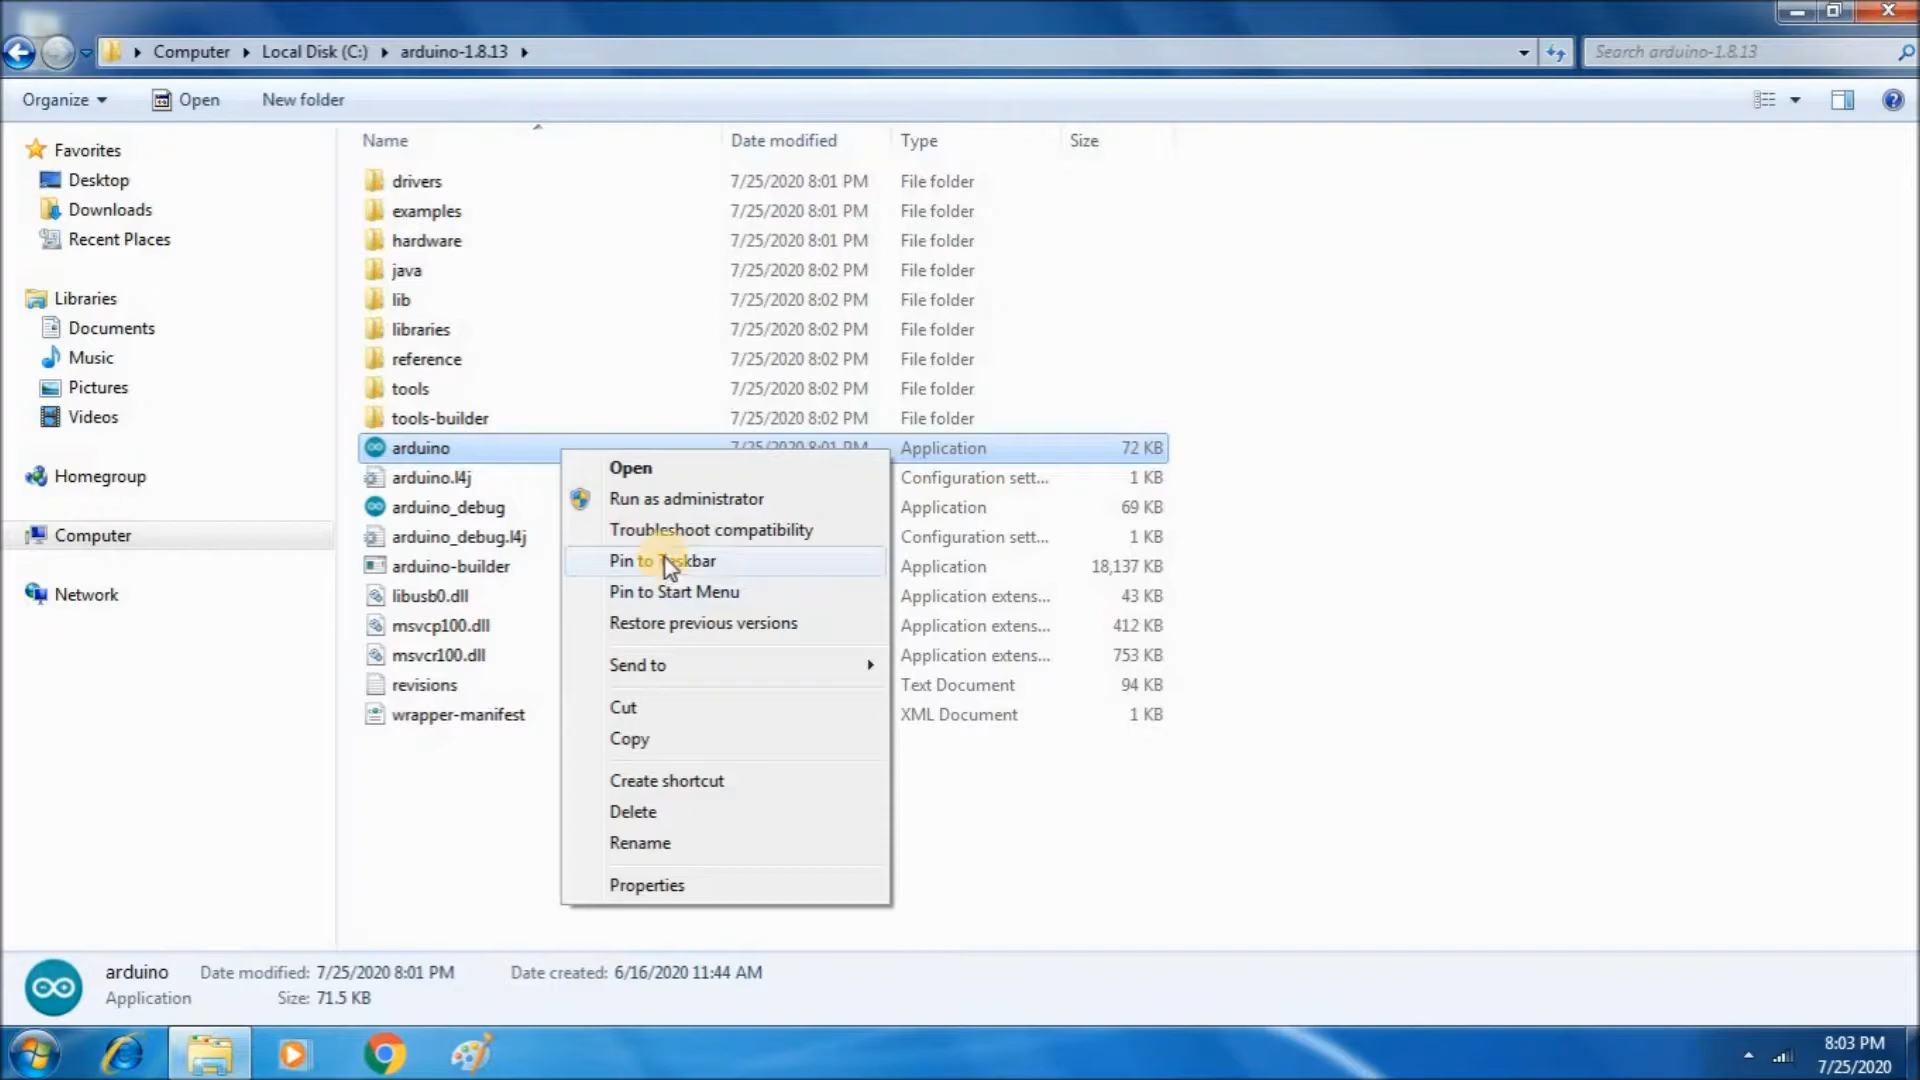 Computer Local Disk (C:) arduino-1.8.13 Search arduino-1.8.13
Organize Open New folder
Name Date modified Type Size
Favorites
Desktop
Downloads
Recent Places
Libraries
Documents
Music
Pictures
Videos
Homegroup
Computer
Network
drivers 7/25/2020 8:01 PM File folder
examples 7/25/2020 8:01 PM File folder
hardware 7/25/2020 8:01 PM File folder
java 7/25/2020 8:02 PM File folder
lib 7/25/2020 8:02 PM File folder
libraries 7/25/2020 8:02 PM File folder
reference 7/25/2020 8:02 PM File folder
tools 7/25/2020 8:02 PM File folder
tools-builder 7/25/2020 8:02 PM File folder
arduino 7/25/2020 8:01 PM Application 72 KB
arduino.l4j Configuration sett... 1 KB
arduino_debug Application 69 KB
arduino_debug.l4j Configuration sett... 1 KB
arduino-builder Application 18,137 KB
libusb0.dll Application extens... 43 KB
msvcp100.dll Application extens... 412 KB
msvcr100.dll Application extens... 753 KB
revisions Text Document 94 KB
wrapper-manifest XML Document 1 KB
Open
Run as administrator
Troubleshoot compatibility
Pin to Taskbar
Pin to Start Menu
Restore previous versions
Send to
Cut
Copy
Create shortcut
Delete
Rename
Properties
arduino Date modified: 7/25/2020 8:01 PM Date created: 6/16/2020 11:44 AM
Application Size: 71.5 KB
8:03 PM
7/25/2020